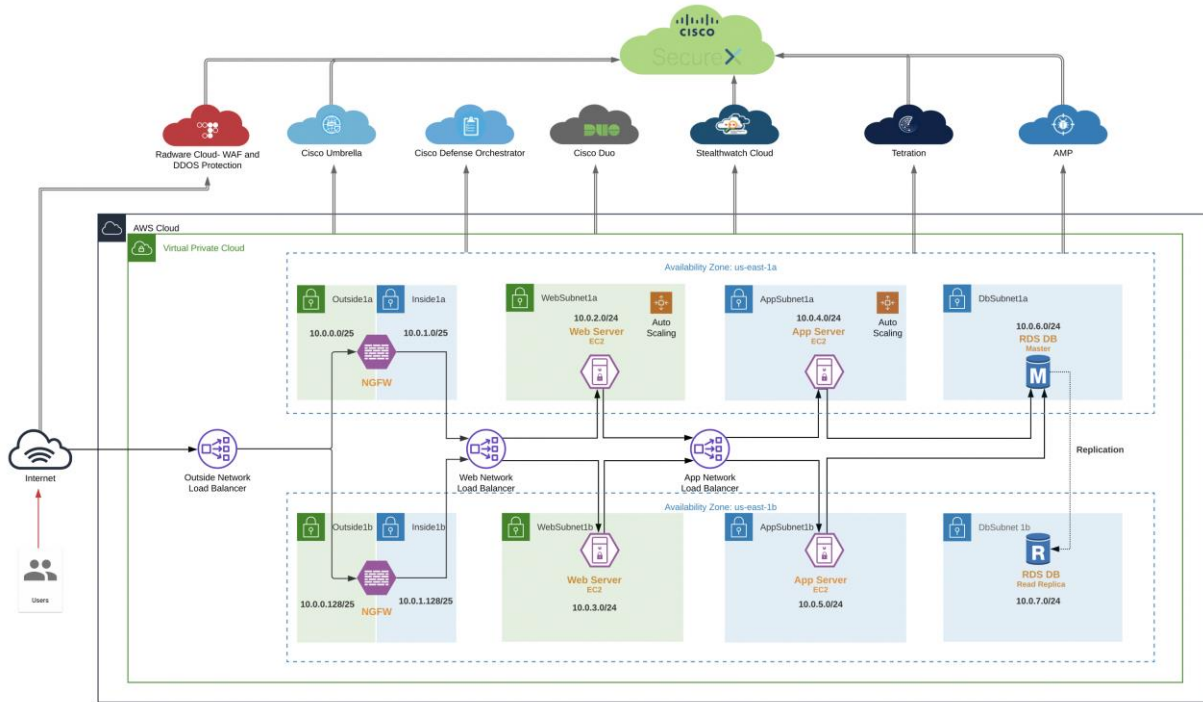 CISCO
SecureX
Radware Cloud- WAF and
DDOS Protection
Cisco Umbrella
Cisco Defense Orchestrator
DUO
Cisco Duo
Stealthwatch Cloud
Tetration
AMP
AWS Cloud
Virtual Private Cloud
Availability Zone: us-east-1a
Outside1a
Inside1a
10.0.0.0/25
10.0.1.0/25
NGFW
WebSubnet1a
10.0.2.0/24
Web Server
EC2
Auto
Scaling
AppSubnet1a
10.0.4.0/24
App Server
EC2
Auto
Scaling
DbSubnet1a
10.0.6.0/24
RDS DB
Master
M
Internet
Outside Network
Load Balancer
Web Network
Load Balancer
App Network
Load Balancer
Replication
Users
Availability Zone: us-east-1b
Outside1b
Inside1b
10.0.0.128/25
10.0.1.128/25
NGFW
WebSubnet1b
Web Server
EC2
10.0.3.0/24
AppSubnet1b
App Server
EC2
10.0.5.0/24
DbSubnet 1b
R
RDS DB
Read Replica
10.0.7.0/24